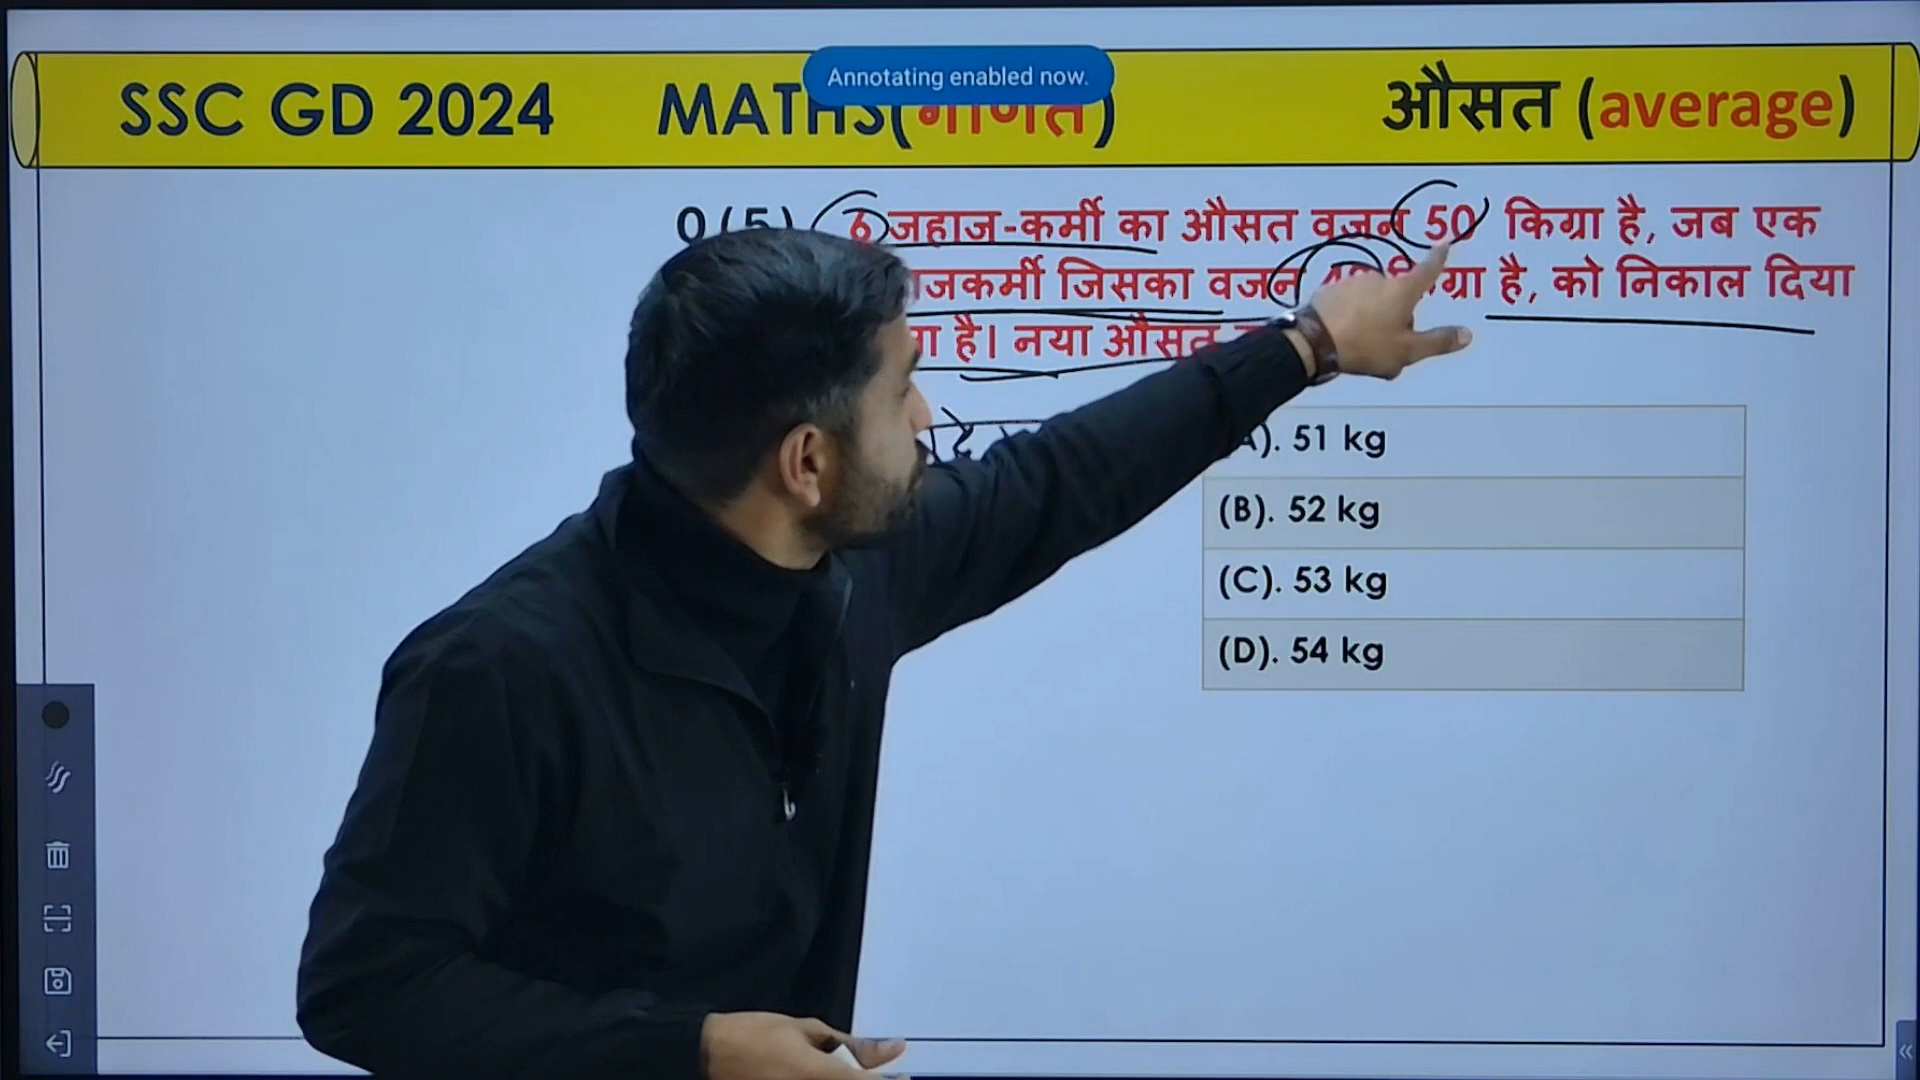 Annotating enabled now.
SSC GD 2024 MATHS(गणित) औसत (average)
Q(5). 6 जहाज-कर्मी का औसत वजन 50 किग्रा है, जब एक
जिसका वजन है, को निकाल दिया
है। नया औसत
(A). 51 kg
(B). 52 kg
(C). 53 kg
(D). 54 kg